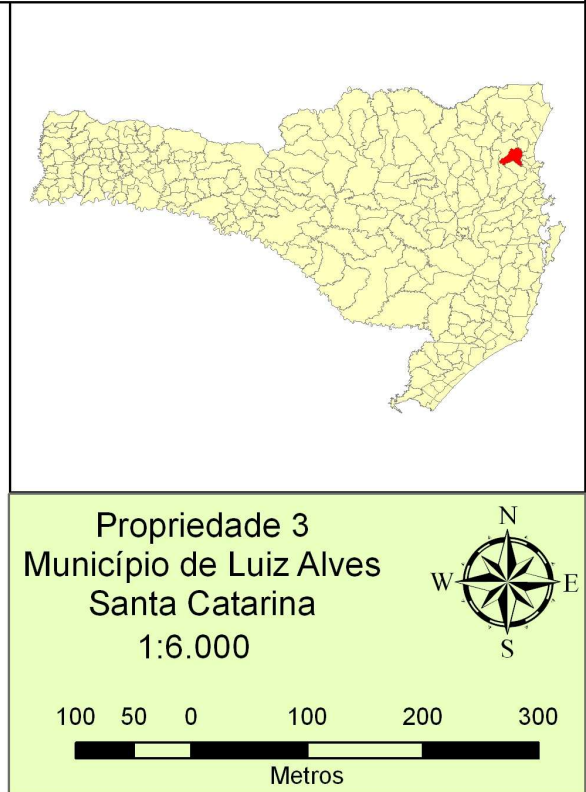 Propriedade 3
Município de Luiz Alves
Santa Catarina
1:6.000
N
W E
S
100 50 0 100 200 300
Metros